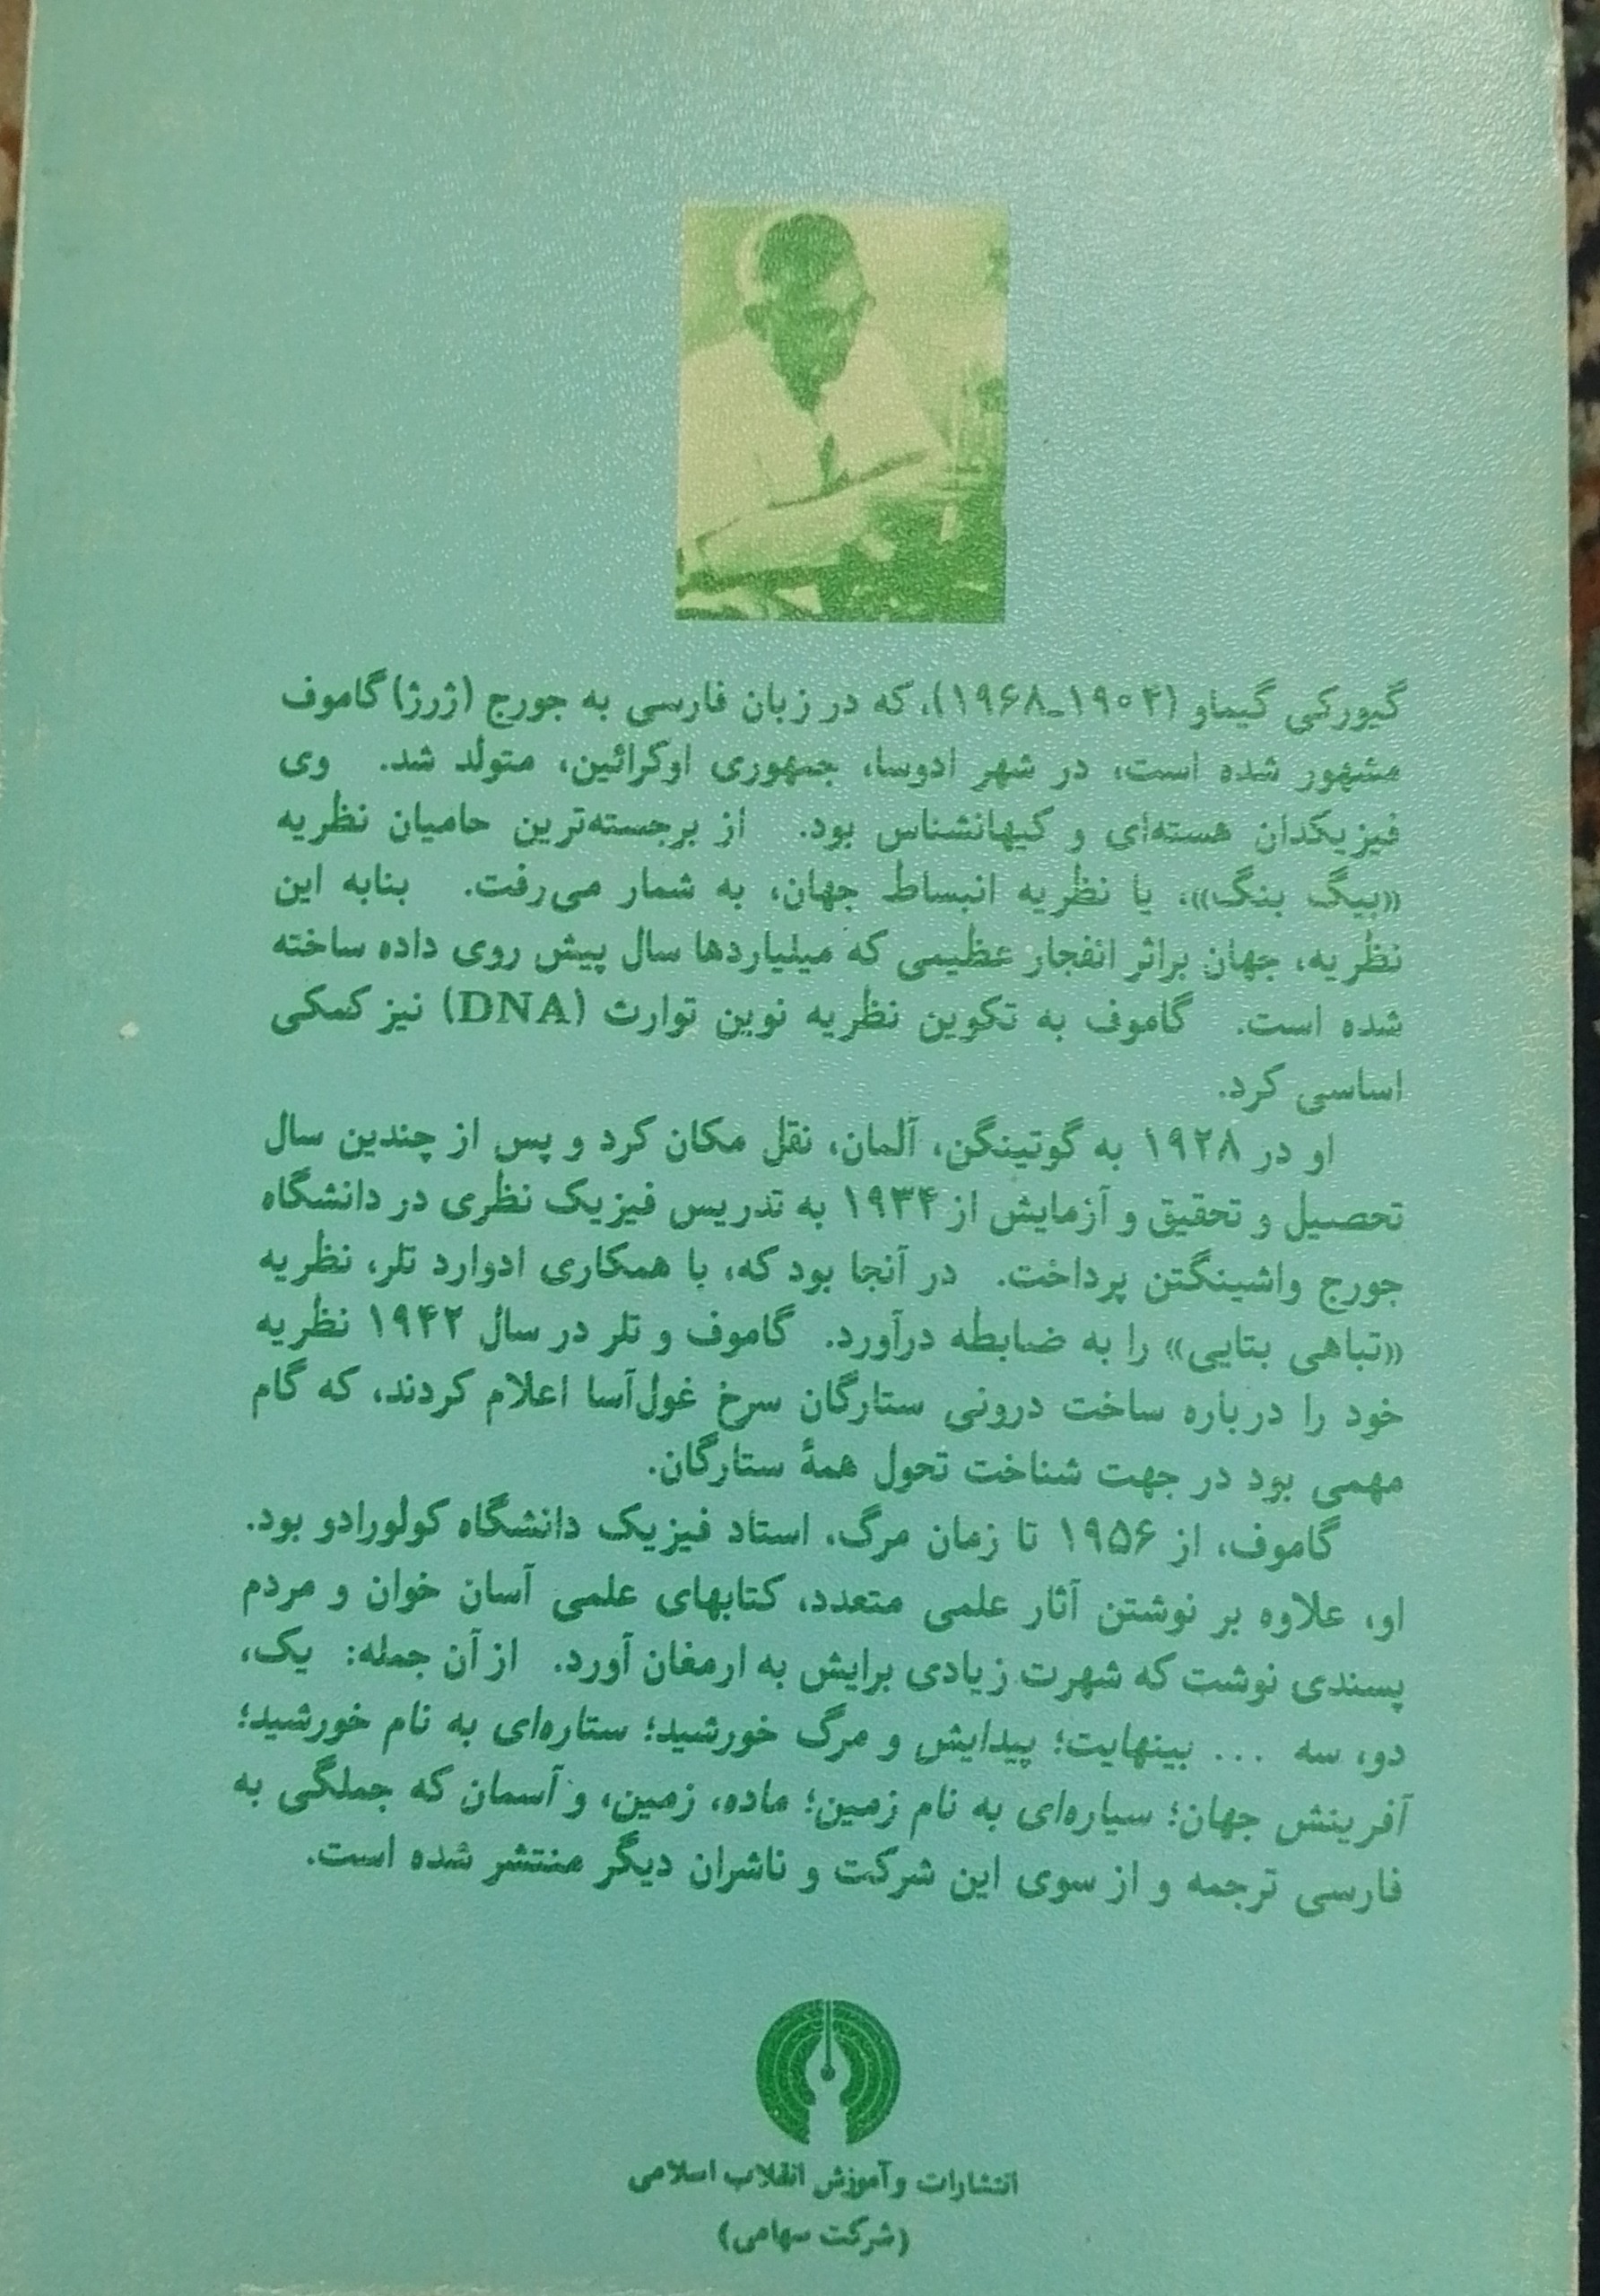 گیورکی گیماو (۱۹۰۴-۱۹۶۸)، که در زبان فارسی به جورج (ژرژ) گاموف
مشهور شده است، در شهر ادوسا، جمهوری اوکرائین، متولد شد. وی
فیزیکدان هسته‌ای و کیهانشناس بود. از برجسته‌ترین حامیان نظریه
«بیگ بنگ»، یا نظریه انبساط جهان، به شمار می‌رفت. بنابه این
نظریه، جهان براثر انفجار عظیمی که میلیاردها سال پیش روی داده ساخته
شده است. گاموف به تکوین نظریه نوین توارث (DNA) نیز کمکی
اساسی کرد.
او در ۱۹۲۸ به گوتینگن، آلمان، نقل مکان کرد و پس از چندین سال
تحصیل و تحقیق و آزمایش از ۱۹۳۴ به تدریس فیزیک نظری در دانشگاه
جورج واشینگتن پرداخت. در آنجا بود که، با همکاری ادوارد تلر، نظریه
«تباهی بتایی» را به ضابطه درآورد. گاموف و تلر در سال ۱۹۴۲ نظریه
خود را درباره ساخت درونی ستارگان سرخ غول‌آسا اعلام کردند، که گام
مهمی بود در جهت شناخت تحول همهٔ ستارگان.
گاموف، از ۱۹۵۶ تا زمان مرگ، استاد فیزیک دانشگاه کولورادو بود.
او، علاوه بر نوشتن آثار علمی متعدد، کتابهای علمی آسان خوان و مردم
پسندی نوشت که شهرت زیادی برایش به ارمغان آورد. از آن جمله: یک،
دو، سه ... بینهایت؛ پیدایش و مرگ خورشید؛ ستاره‌ای به نام خورشید؛
آفرینش جهان؛ سیاره‌ای به نام زمین؛ ماده، زمین، و آسمان که جملگی به
فارسی ترجمه و از سوی این شرکت و ناشران دیگر منتشر شده است.
انتشارات و آموزش انقلاب اسلامی
(شرکت سهامی)